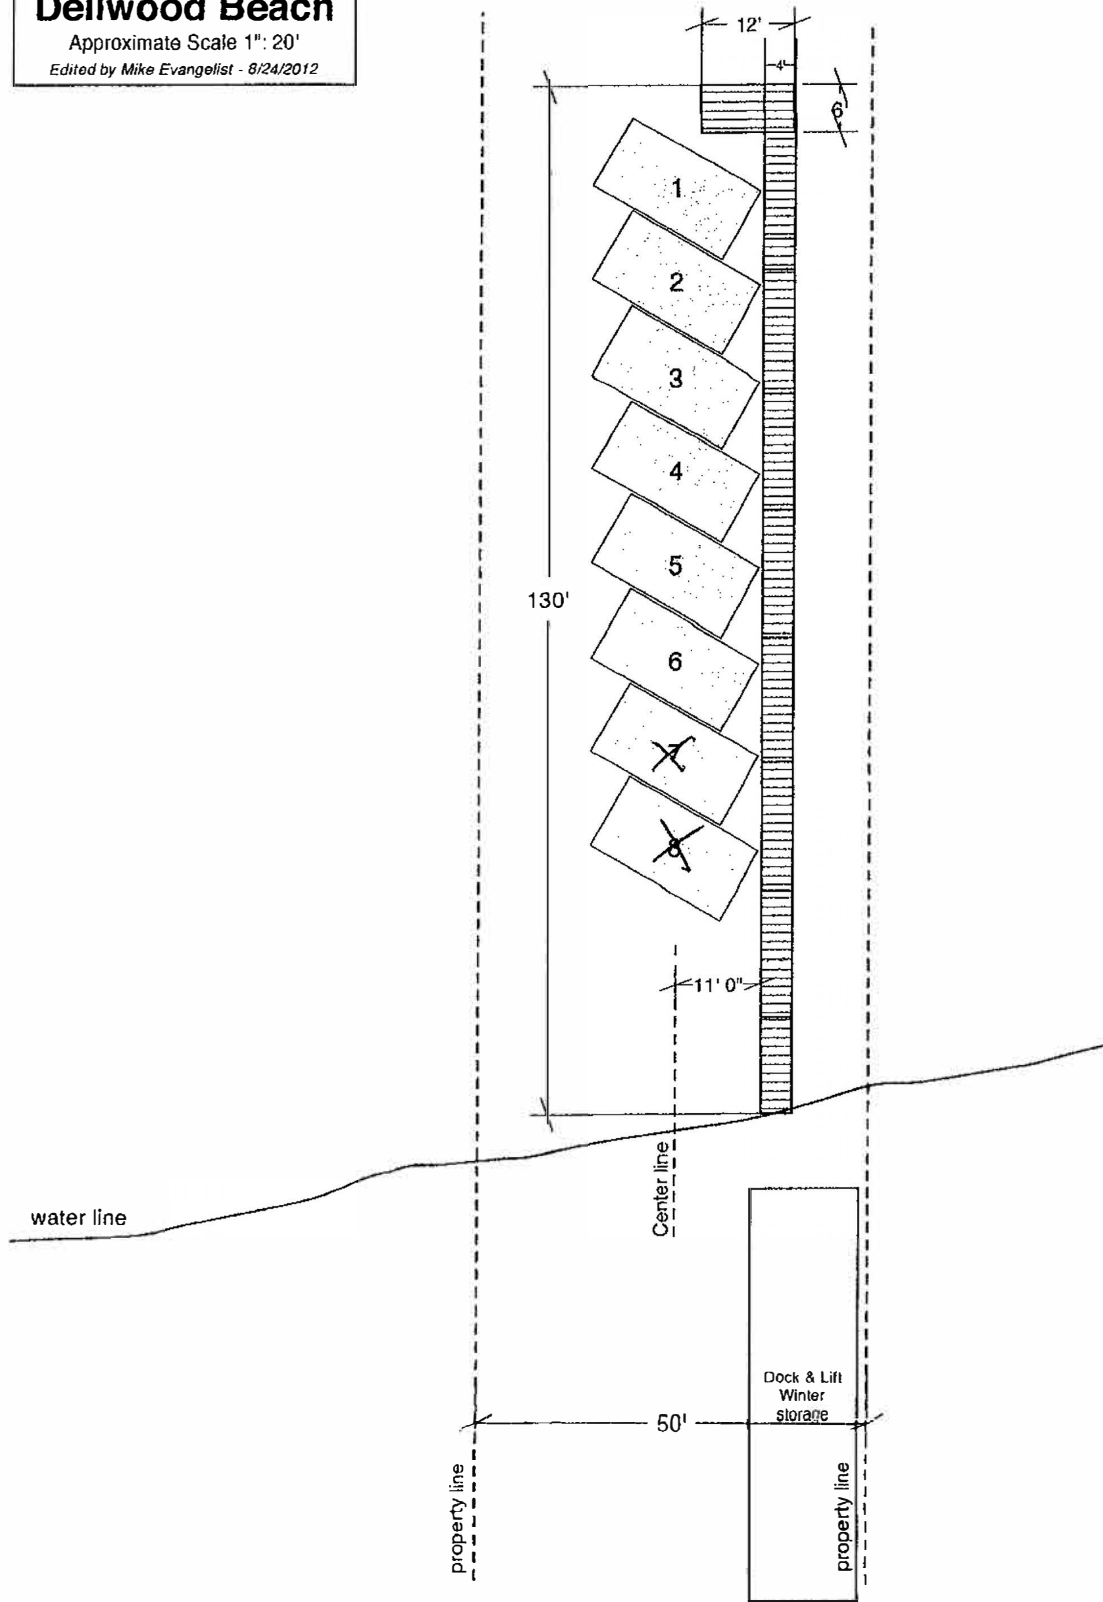 Dellwood Beach
Approximate Scale 1": 20'
Edited by Mike Evangelist - 8/24/2012
12'
4'
6'
1
2
3
4
5
6
7
8
130'
11' 0"
Center line
water line
Dock & Lift
Winter
storage
50'
property line
property line